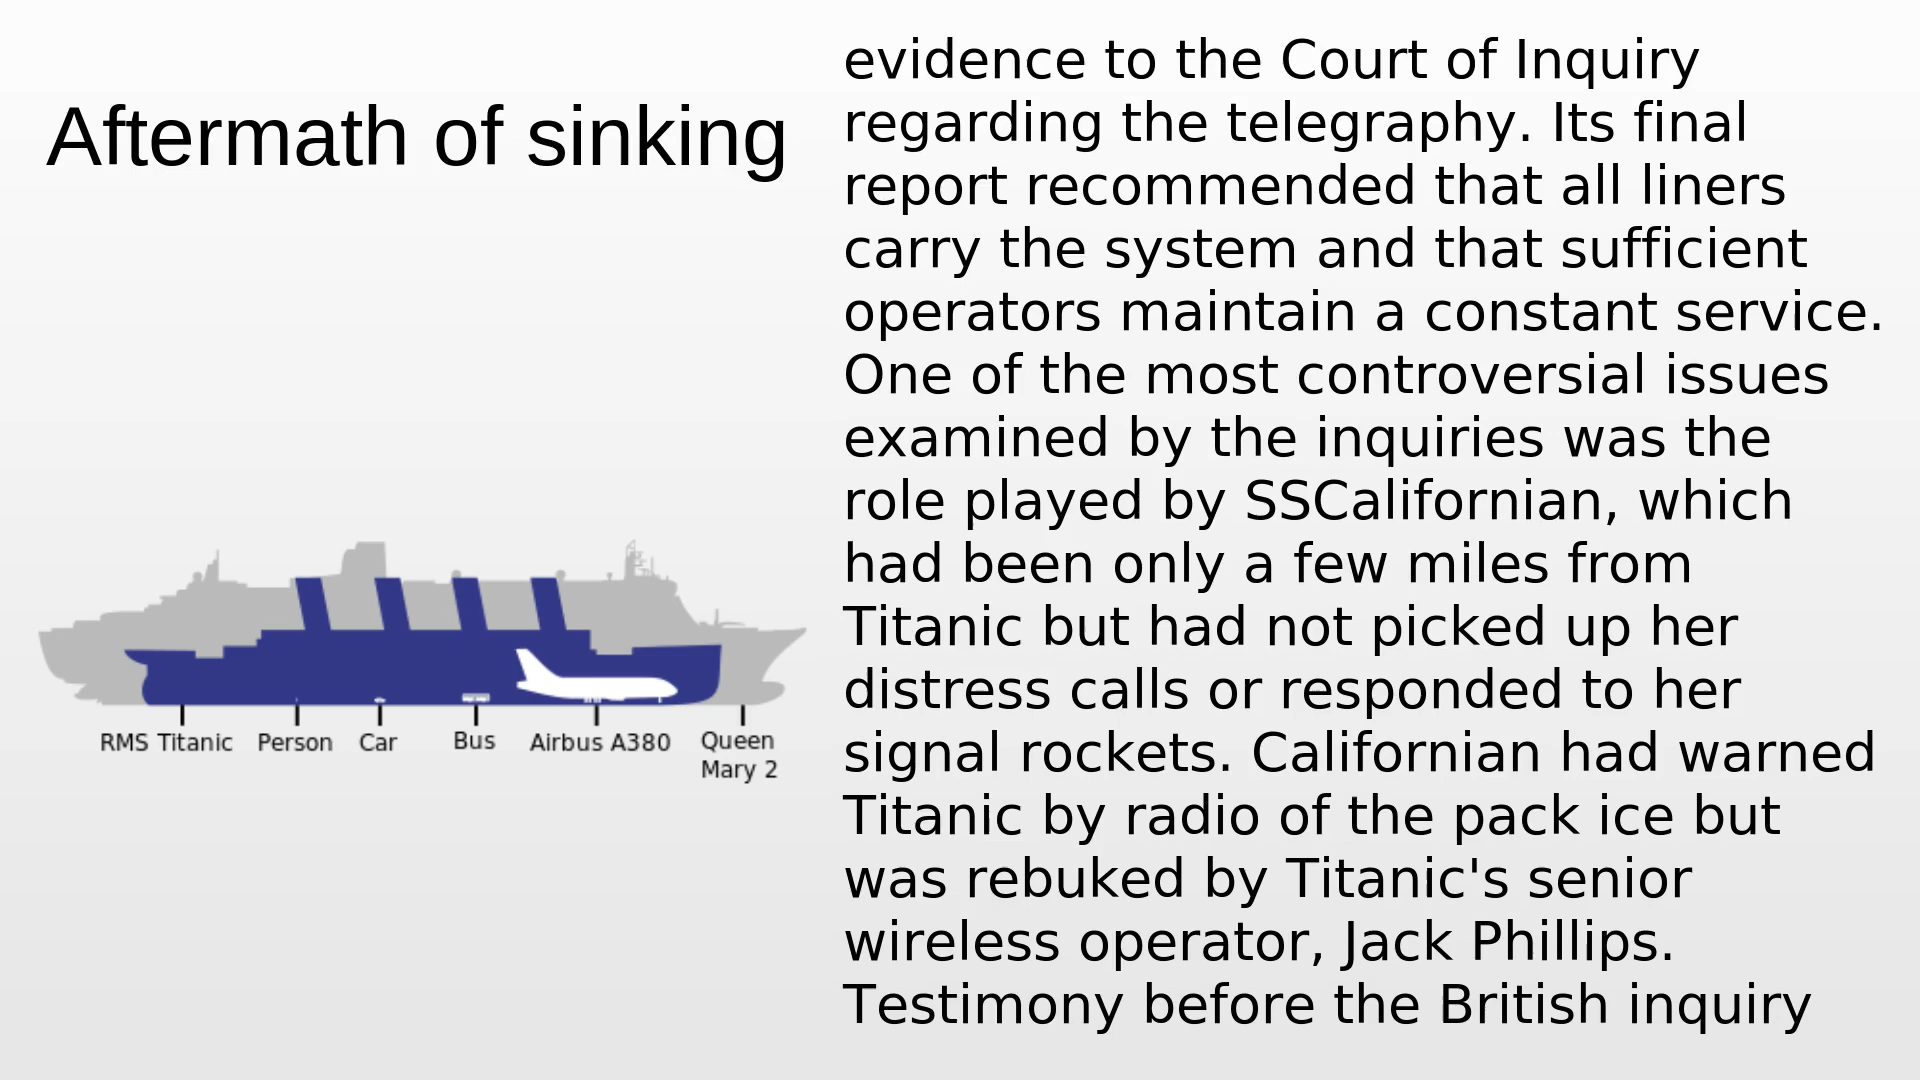 Aftermath of sinking
evidence to the Court of Inquiry
regarding the telegraphy. Its final
report recommended that all liners
carry the system and that sufficient
operators maintain a constant service.
One of the most controversial issues
examined by the inquiries was the
role played by SSCalifornian, which
had been only a few miles from
Titanic but had not picked up her
distress calls or responded to her
signal rockets. Californian had warned
Titanic by radio of the pack ice but
was rebuked by Titanic's senior
wireless operator, Jack Phillips.
Testimony before the British inquiry
RMS Titanic Person Car Bus Airbus A380 Queen
Mary 2